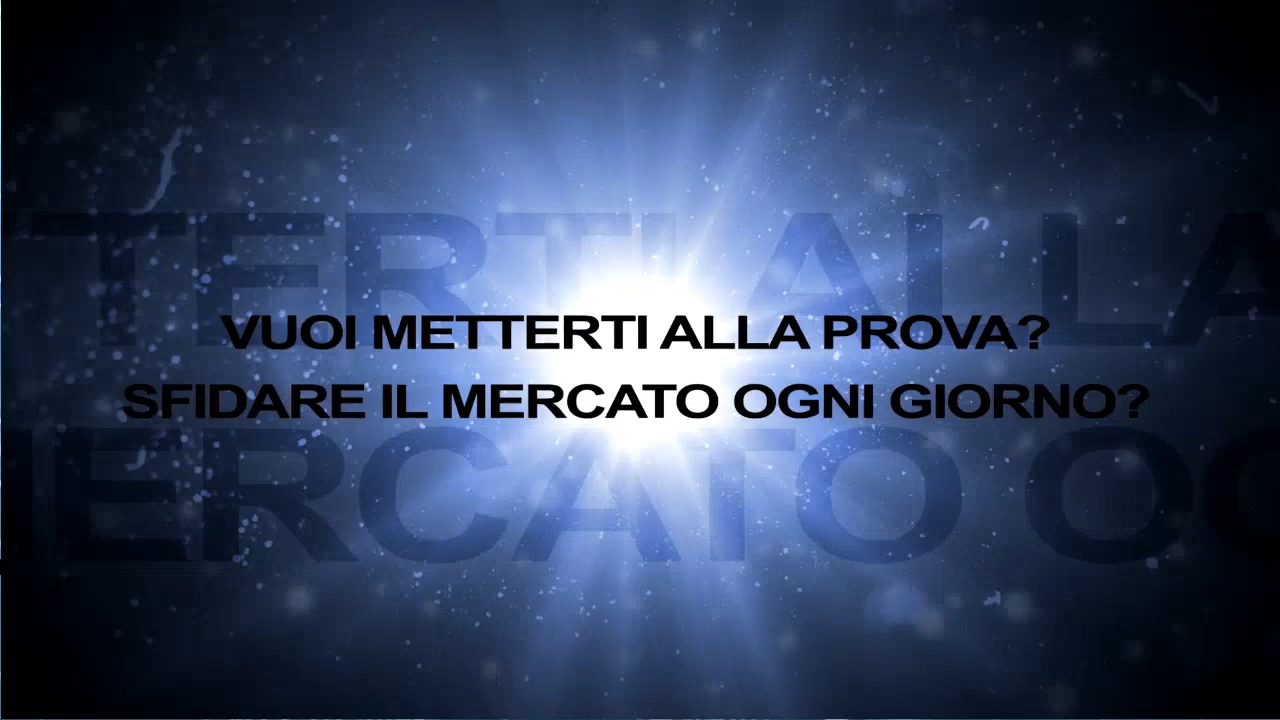 VUOI METTERTI ALLA PROVA?
SFIDARE IL MERCATO OGNI GIORNO?